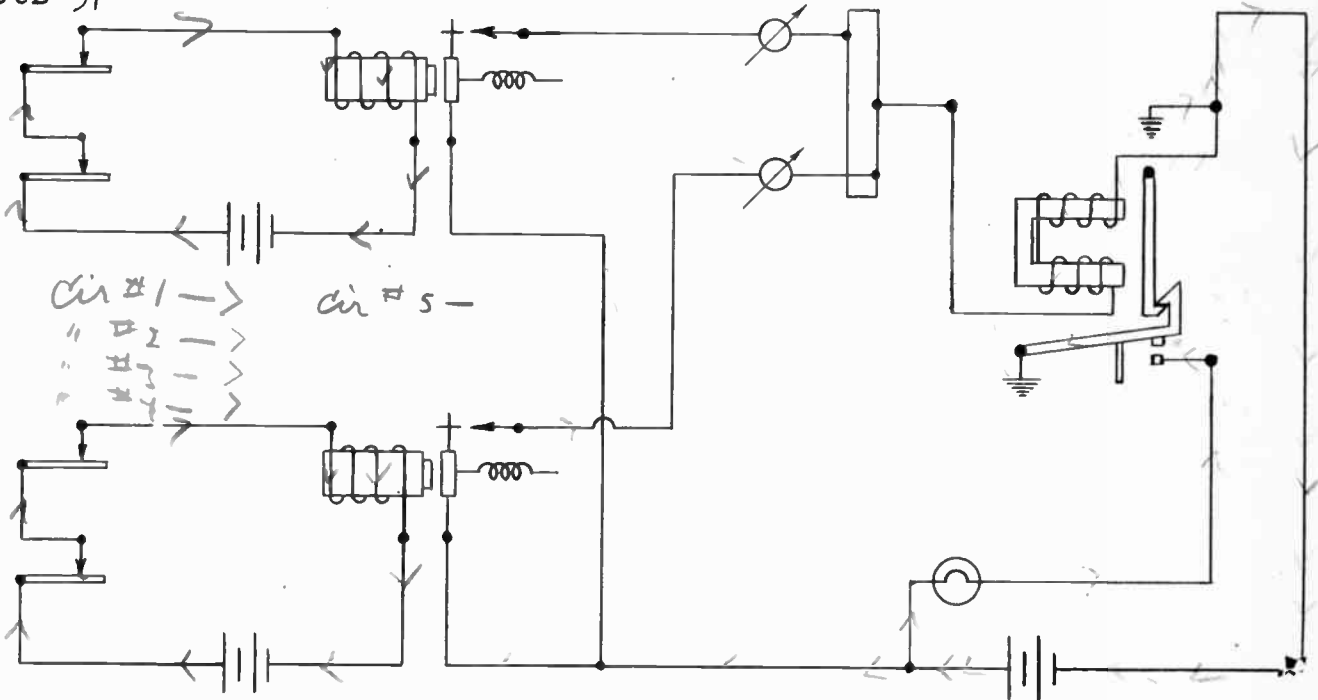 Cir #1 —>
Cir # 5 —
" #2 —>
" #3 — >
" #4 — >